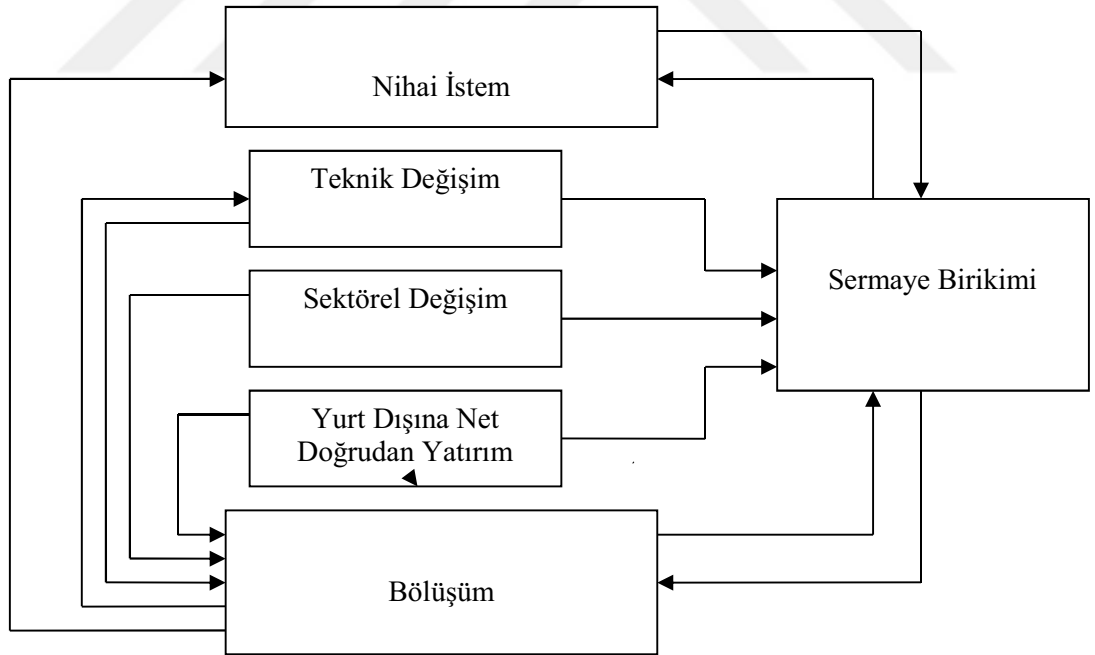 Nihai İstem
Teknik Değişim
Sektörel Değişim
Sermaye Birikimi
Yurt Dışına Net
Doğrudan Yatırım
Bölüşüm